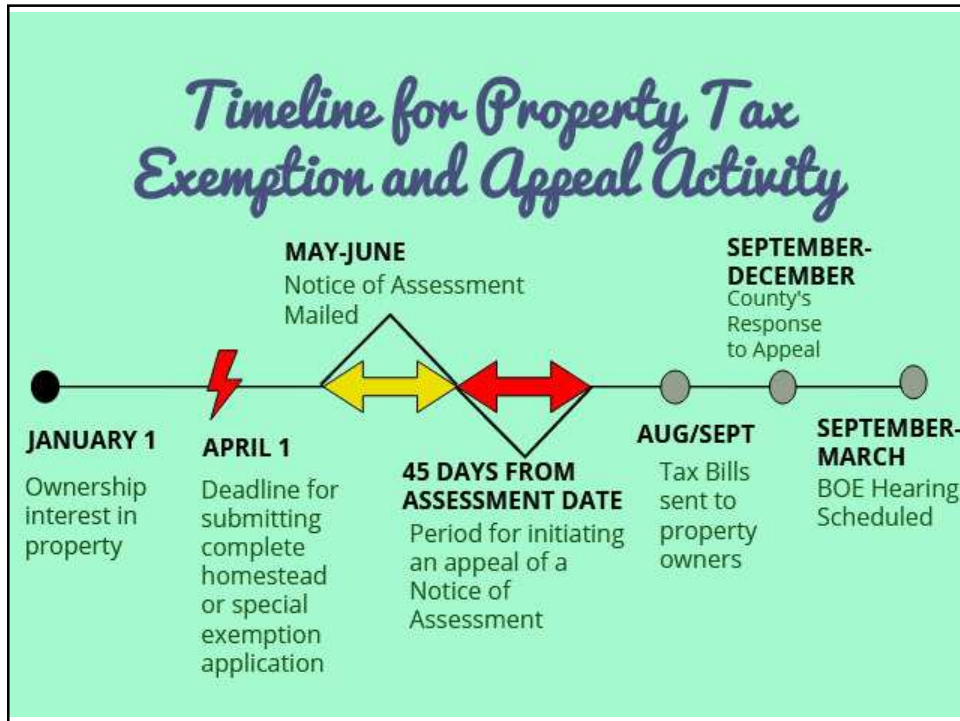 Timeline for Property Tax
Exemption and Appeal Activity
JANUARY 1
Ownership
interest in
property
APRIL 1
Deadline for
submitting
complete
homestead
or special
exemption
application
MAY-JUNE
Notice of Assessment
Mailed
45 DAYS FROM
ASSESSMENT DATE
Period for initiating
an appeal of a
Notice of
Assessment
AUG/SEPT
Tax Bills
sent to
property
owners
SEPTEMBER-
DECEMBER
County's
Response
to Appeal
SEPTEMBER-
MARCH
BOE Hearing
Scheduled